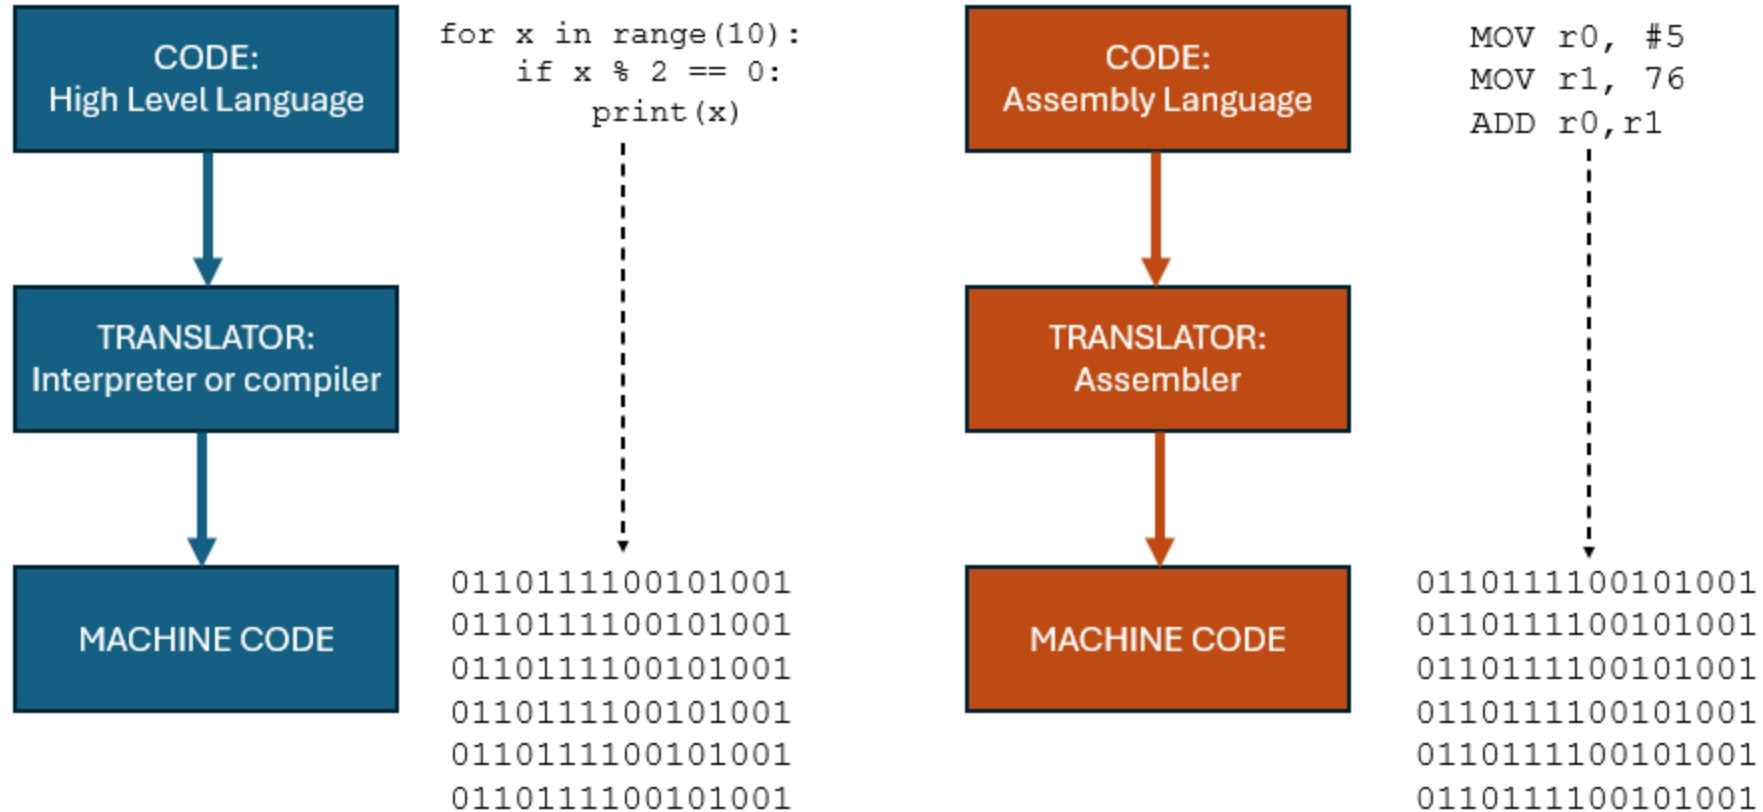 CODE:
High Level Language
for x in range(10):
    if x % 2 == 0:
        print(x)
TRANSLATOR:
Interpreter or compiler
MACHINE CODE
0110111100101001
0110111100101001
0110111100101001
0110111100101001
0110111100101001
0110111100101001
CODE:
Assembly Language
MOV r0, #5
MOV r1, 76
ADD r0,r1
TRANSLATOR:
Assembler
MACHINE CODE
0110111100101001
0110111100101001
0110111100101001
0110111100101001
0110111100101001
0110111100101001